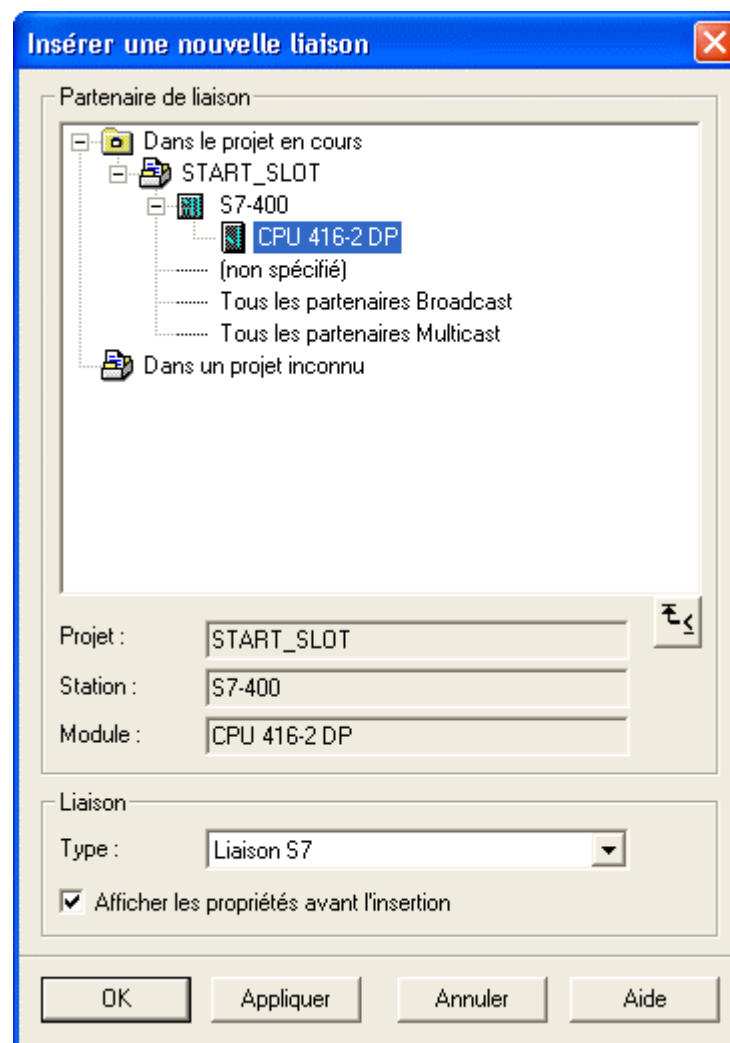 Insérer une nouvelle liaison
Partenaire de liaison
Dans le projet en cours
START_SLOT
S7-400
CPU 416-2 DP
(non spécifié)
Tous les partenaires Broadcast
Tous les partenaires Multicast
Dans un projet inconnu
Projet : START_SLOT
Station : S7-400
Module : CPU 416-2 DP
Liaison
Type : Liaison S7
Afficher les propriétés avant l'insertion
OK Appliquer Annuler Aide